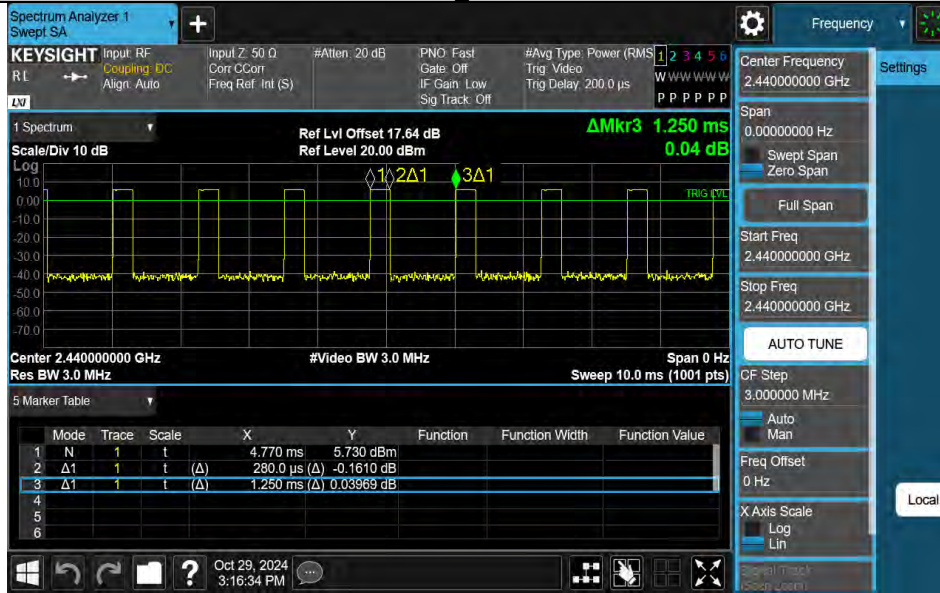 Spectrum Analyzer 1
Swept SA
+
Frequency
KEYSIGHT
RL
LXI
Input: RF
Coupling: DC
Align: Auto
Input Z: 50 Ω
Corr CCorr
Freq Ref: Int (S)
#Atten: 20 dB
PNO: Fast
Gate: Off
IF Gain: Low
Sig Track: Off
#Avg Type: Power (RMS
Trig: Video
Trig Delay: 200.0 µs
1 2 3 4 5 6
W W W W W W
P P P P P P
1 Spectrum
Scale/Div 10 dB
Ref Lvl Offset 17.64 dB
Ref Level 20.00 dBm
ΔMkr3 1.250 ms
0.04 dB
Log
10.0
0.00
-10.0
-20.0
-30.0
-40.0
-50.0
-60.0
-70.0
1 2Δ1 3Δ1
TRIG LVL
Center 2.440000000 GHz
#Video BW 3.0 MHz
Span 0 Hz
Res BW 3.0 MHz
Sweep 10.0 ms (1001 pts)
5 Marker Table
Mode Trace Scale X Y Function Function Width Function Value
1 N 1 t 4.770 ms 5.730 dBm
2 Δ1 1 t (Δ) 280.0 µs (Δ) -0.1610 dB
3 Δ1 1 t (Δ) 1.250 ms (Δ) 0.03969 dB
4
5
6
?
Oct 29, 2024
3:16:34 PM
Center Frequency
2.440000000 GHz
Span
0.00000000 Hz
Swept Span
Zero Span
Full Span
Start Freq
2.440000000 GHz
Stop Freq
2.440000000 GHz
AUTO TUNE
CF Step
3.000000 MHz
Auto
Man
Freq Offset
0 Hz
X Axis Scale
Log
Lin
Signal Track
(Span Zoom)
Settings
Local